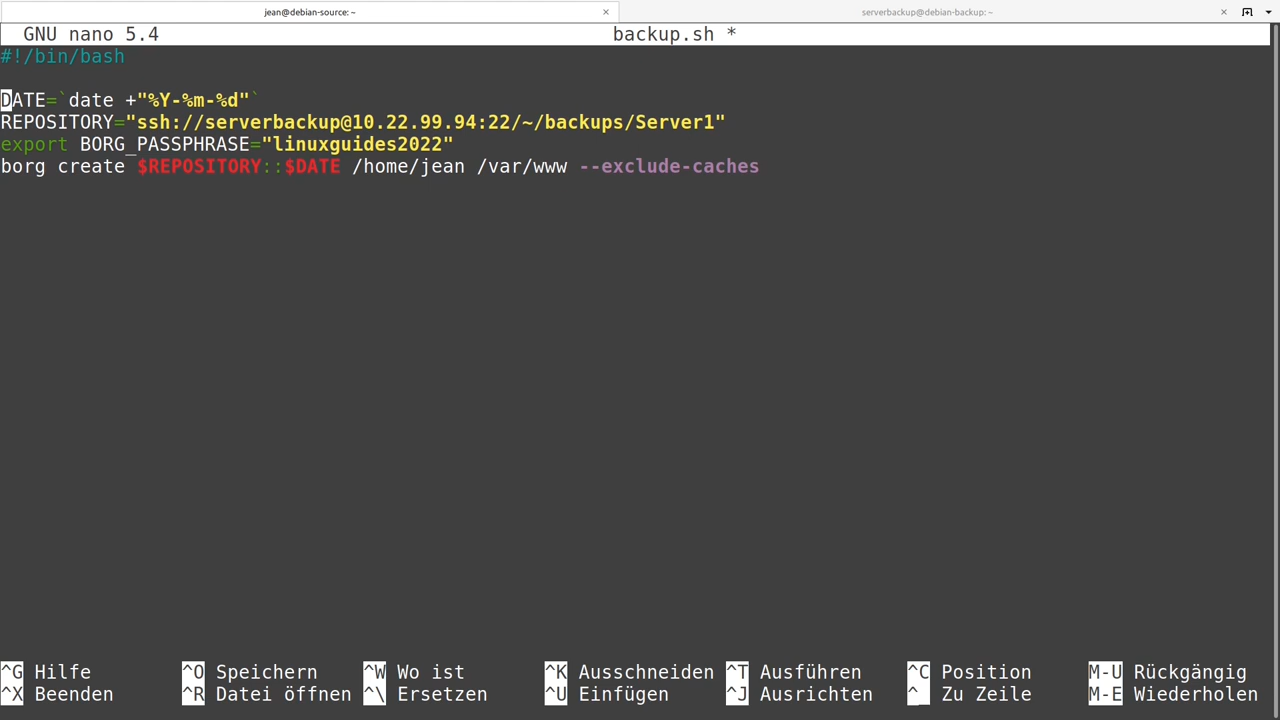 jean@debian-source: ~ × serverbackup@debian-backup: ~ ×
GNU nano 5.4 backup.sh *
#!/bin/bash
DATE=`date +"%Y-%m-%d"`
REPOSITORY="ssh://serverbackup@10.22.99.94:22/~/backups/Server1"
export BORG_PASSPHRASE="linuxguides2022"
borg create $REPOSITORY::$DATE /home/jean /var/www --exclude-caches
^G Hilfe ^O Speichern ^W Wo ist ^K Ausschneiden ^T Ausführen ^C Position M-U Rückgängig
^X Beenden ^R Datei öffnen ^\ Ersetzen ^U Einfügen ^J Ausrichten ^_ Zu Zeile M-E Wiederholen